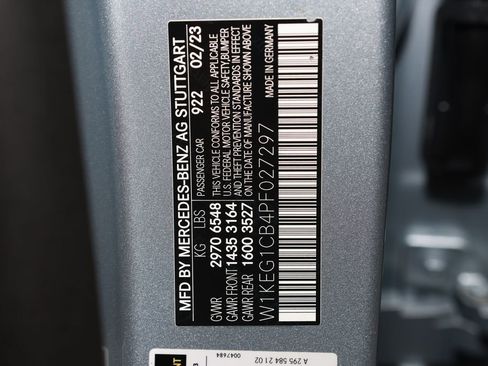 MFD BY MERCEDES-BENZ AG STUTTGART
PASSENGER CAR 922 02/23
KG LBS
GVWR 2970 6548
GAWR FRONT 1435 3164
GAWR REAR 1600 3527
THIS VEHICLE CONFORMS TO ALL APPLICABLE
U.S. FEDERAL MOTOR VEHICLE SAFETY, BUMPER
AND THEFT PREVENTION STANDARDS IN EFFECT
ON THE DATE OF MANUFACTURE SHOWN ABOVE
MADE IN GERMANY
W1KEG1CB4PF027297
0047684
A 295 584 21 02